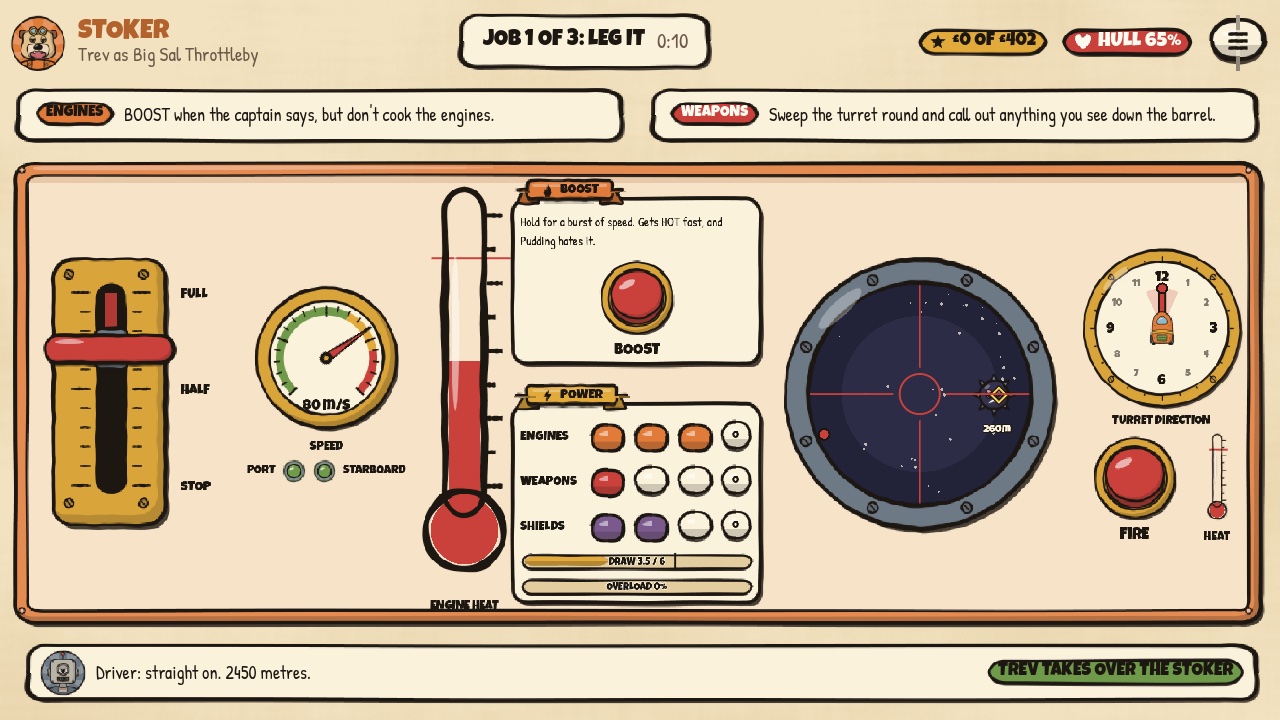 STOKER
Trev as Big Sal Throttleby
JOB 1 OF 3: LEG IT 0:10
£0 OF £402
HULL 65%
ENGINES BOOST when the captain says, but don't cook the engines.
WEAPONS Sweep the turret round and call out anything you see down the barrel.
FULL
HALF
STOP
80 M/S
SPEED
PORT
STARBOARD
ENGINE HEAT
BOOST
Hold for a burst of speed. Gets HOT fast, and
Pudding hates it.
BOOST
POWER
ENGINES 0
WEAPONS 0
SHIELDS 0
DRAW 3.5 / 6
OVERLOAD 0%
260m
12
1
2
3
4
5
6
7
8
9
10
11
TURRET DIRECTION
FIRE
HEAT
Driver: straight on. 2450 metres.
TREV TAKES OVER THE STOKER